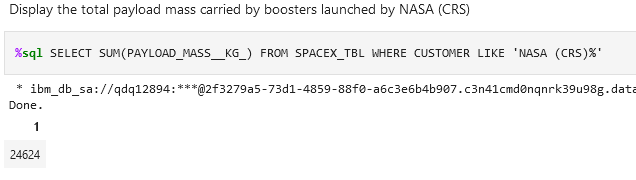 Display the total payload mass carried by boosters launched by NASA (CRS)
%sql SELECT SUM(PAYLOAD_MASS__KG_) FROM SPACEX_TBL WHERE CUSTOMER LIKE 'NASA (CRS)%'
* ibm_db_sa://qdq12894:***@2f3279a5-73d1-4859-88f0-a6c3e6b4b907.c3n41cmd0nqnrk39u98g.data
Done.
1
24624